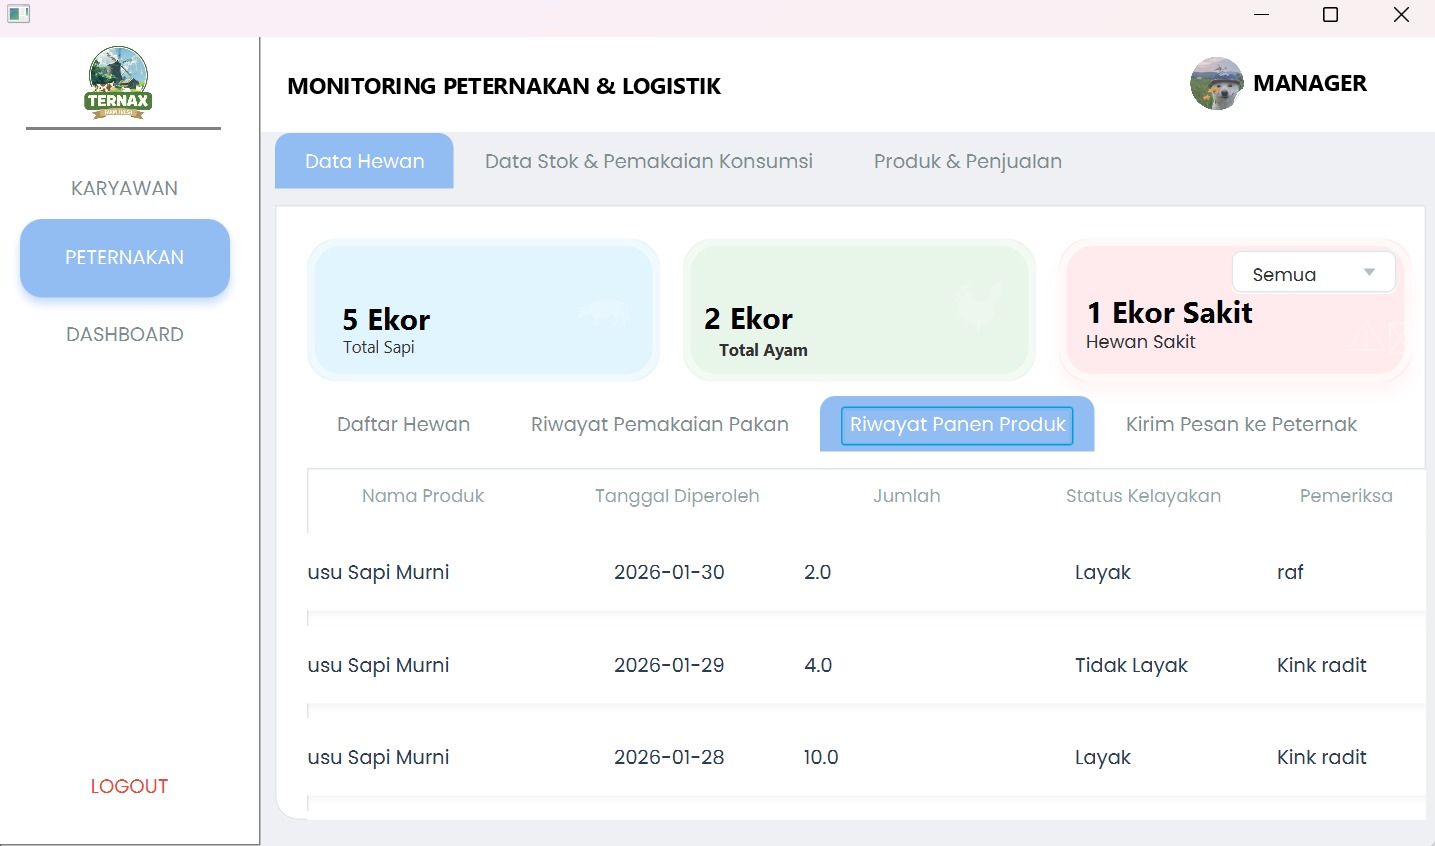 TERNAX
MONITORING PETERNAKAN & LOGISTIK
MANAGER
KARYAWAN
PETERNAKAN
DASHBOARD
LOGOUT
Data Hewan
Data Stok & Pemakaian Konsumsi
Produk & Penjualan
5 Ekor
Total Sapi
2 Ekor
Total Ayam
Semua
1 Ekor Sakit
Hewan Sakit
Daftar Hewan
Riwayat Pemakaian Pakan
Riwayat Panen Produk
Kirim Pesan ke Peternak
Nama Produk Tanggal Diperoleh Jumlah Status Kelayakan Pemeriksa
usu Sapi Murni 2026-01-30 2.0 Layak raf
usu Sapi Murni 2026-01-29 4.0 Tidak Layak Kink radit
usu Sapi Murni 2026-01-28 10.0 Layak Kink radit